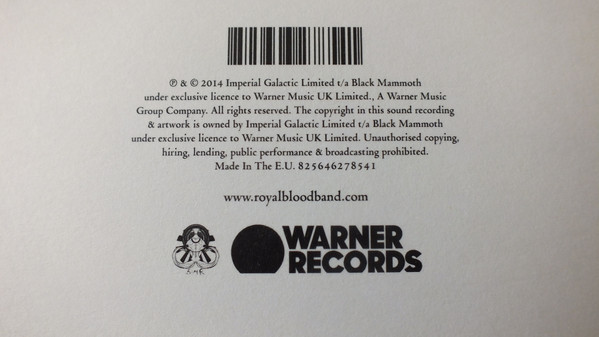 ℗ & © 2014 Imperial Galactic Limited t/a Black Mammoth
under exclusive licence to Warner Music UK Limited., A Warner Music
Group Company. All rights reserved. The copyright in this sound recording
& artwork is owned by Imperial Galactic Limited t/a Black Mammoth
under exclusive licence to Warner Music UK Limited. Unauthorised copying,
hiring, lending, public performance & broadcasting prohibited.
Made In The E.U. 825646278541
www.royalbloodband.com
WARNER
RECORDS